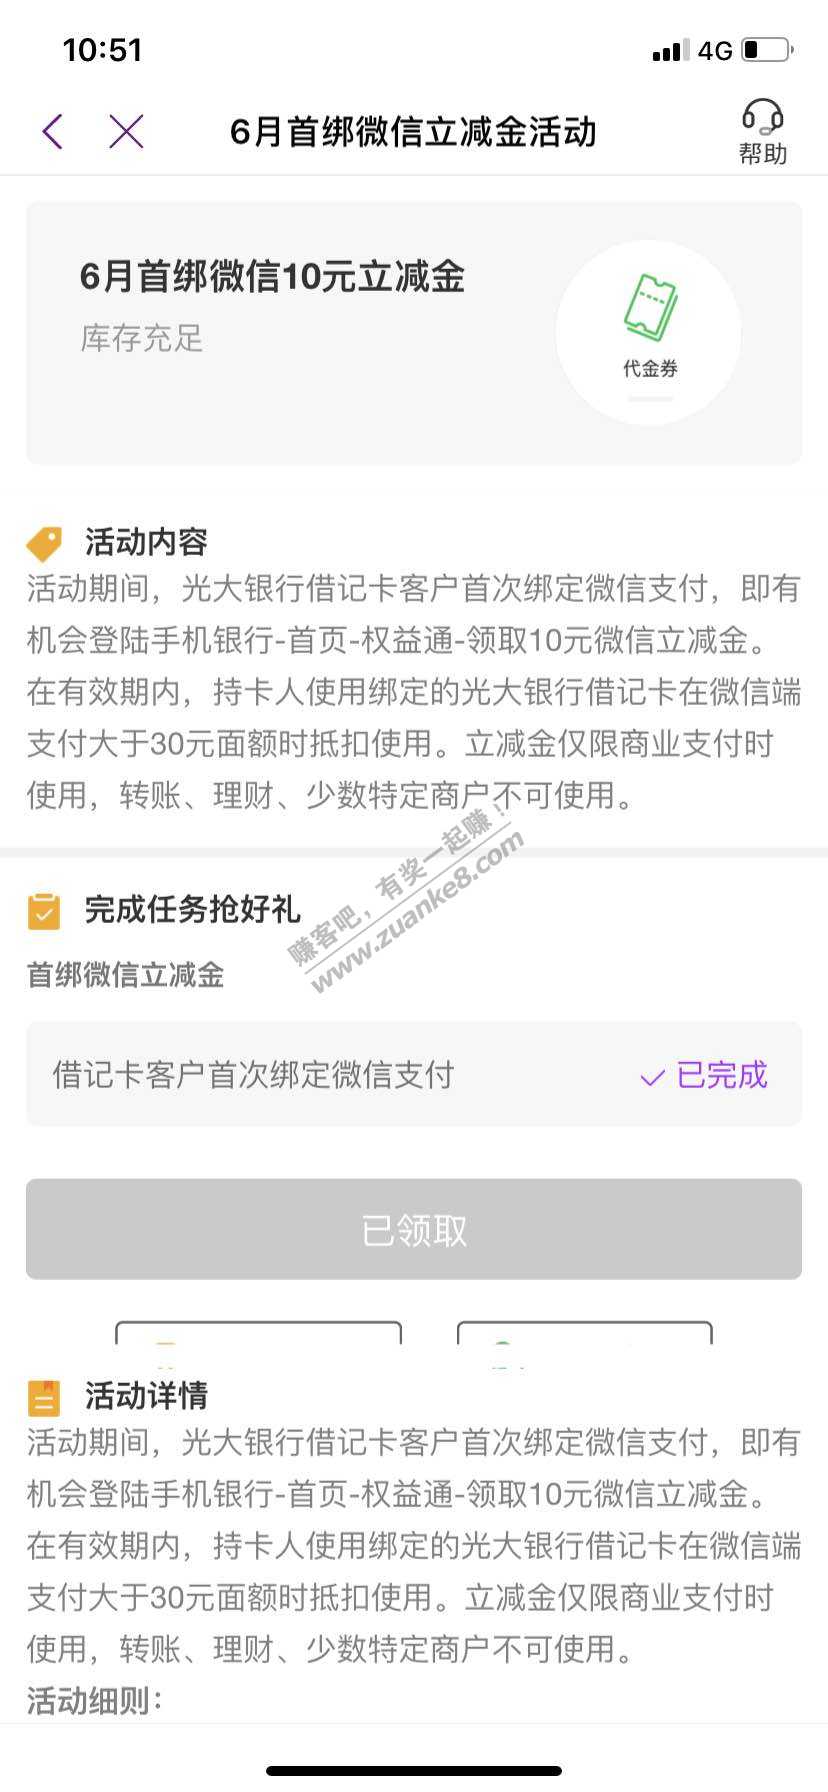 10:51
4G
6月首绑微信立减金活动
帮助
6月首绑微信10元立减金
库存充足
代金券
活动内容
活动期间，光大银行借记卡客户首次绑定微信支付，即有
机会登陆手机银行-首页-权益通-领取10元微信立减金。
在有效期内，持卡人使用绑定的光大银行借记卡在微信端
支付大于30元面额时抵扣使用。立减金仅限商业支付时
使用，转账、理财、少数特定商户不可使用。
赚客吧，有奖一起赚！
www.zuanke8.com
完成任务抢好礼
首绑微信立减金
借记卡客户首次绑定微信支付
已完成
已领取
活动详情
活动期间，光大银行借记卡客户首次绑定微信支付，即有
机会登陆手机银行-首页-权益通-领取10元微信立减金。
在有效期内，持卡人使用绑定的光大银行借记卡在微信端
支付大于30元面额时抵扣使用。立减金仅限商业支付时
使用，转账、理财、少数特定商户不可使用。
活动细则：